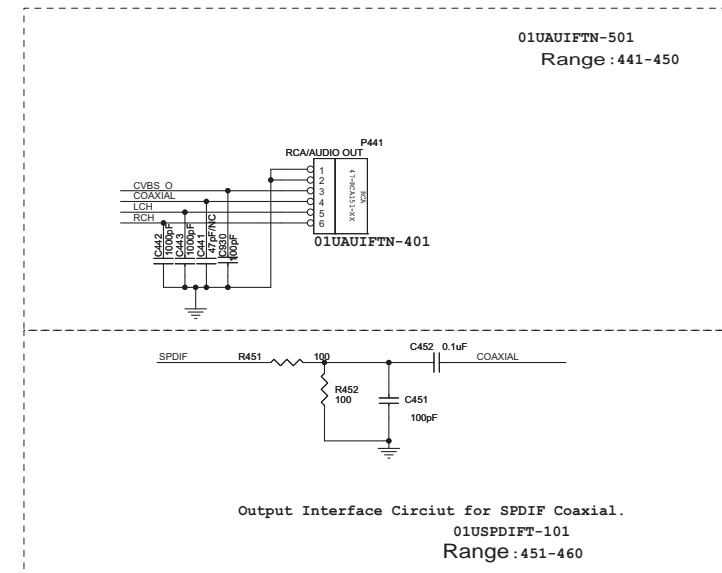 01UAUIFTN-501
Range:441-450
P441
RCA/AUDIO OUT
1
2
CVBS_O
3
COAXIAL
4
LCH
5
RCH
6
RCA
47-RCA151-XX
01UAUIFTN-401
C442
1000pF
C443
1000pF
C441
47pF/NC
C930
100pF
SPDIF
R451
100
C452 0.1uF
COAXIAL
R452
100
C451
100pF
Output Interface Circiut for SPDIF Coaxial.
01USPDIFT-101
Range:451-460